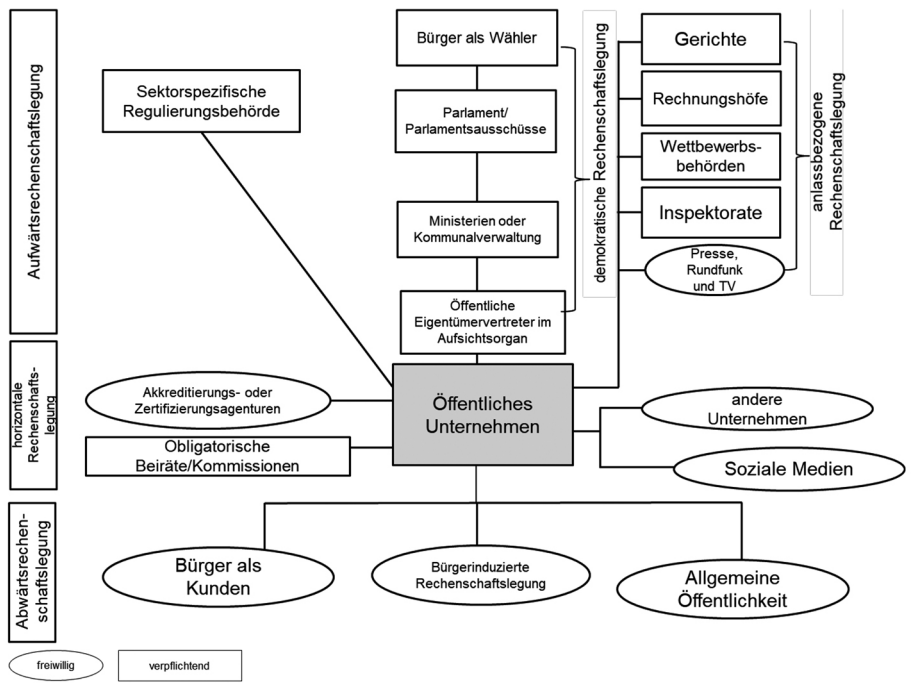 Aufwärtsrechenschaftslegung
Sektorspezifische
Regulierungsbehörde
Bürger als Wähler
Parlament/
Parlamentsausschüsse
Ministerien oder
Kommunalverwaltung
Öffentliche
Eigentümervertreter im
Aufsichtsorgan
demokratische Rechenschaftslegung
Gerichte
Rechnungshöfe
Wettbewerbs-
behörden
Inspektorate
Presse,
Rundfunk
und TV
anlassbezogene
Rechenschaftslegung
horizontale
Rechenschafts-
legung
Akkreditierungs- oder
Zertifizierungsagenturen
Obligatorische
Beiräte/Kommissionen
Öffentliches
Unternehmen
andere
Unternehmen
Soziale Medien
Abwärtsrechen-
schaftslegung
Bürger als
Kunden
Bürgerinduzierte
Rechenschaftslegung
Allgemeine
Öffentlichkeit
freiwillig
verpflichtend